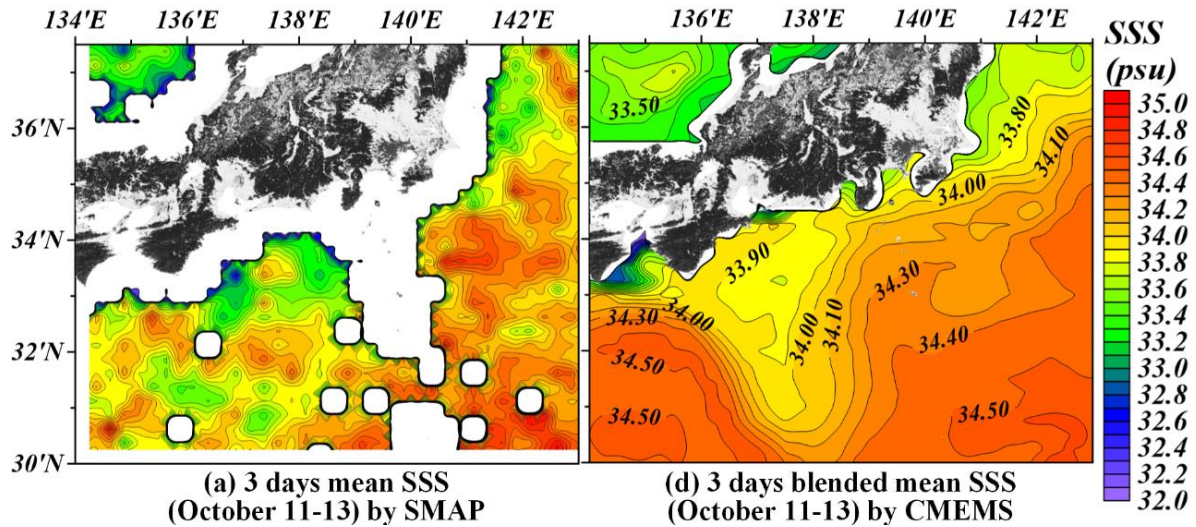 134°E 136°E 138°E 140°E 142°E
136°E 138°E 140°E 142°E
SSS
(psu)
36°N
34°N
32°N
30°N
33.50
33.80
34.10
34.00
33.90
34.30
34.30
34.00
34.00
34.10
34.40
34.50
34.50
34.50
35.0
34.8
34.6
34.4
34.2
34.0
33.8
33.6
33.4
33.2
33.0
32.8
32.6
32.4
32.2
32.0
(a) 3 days mean SSS
(October 11-13) by SMAP
(d) 3 days blended mean SSS
(October 11-13) by CMEMS